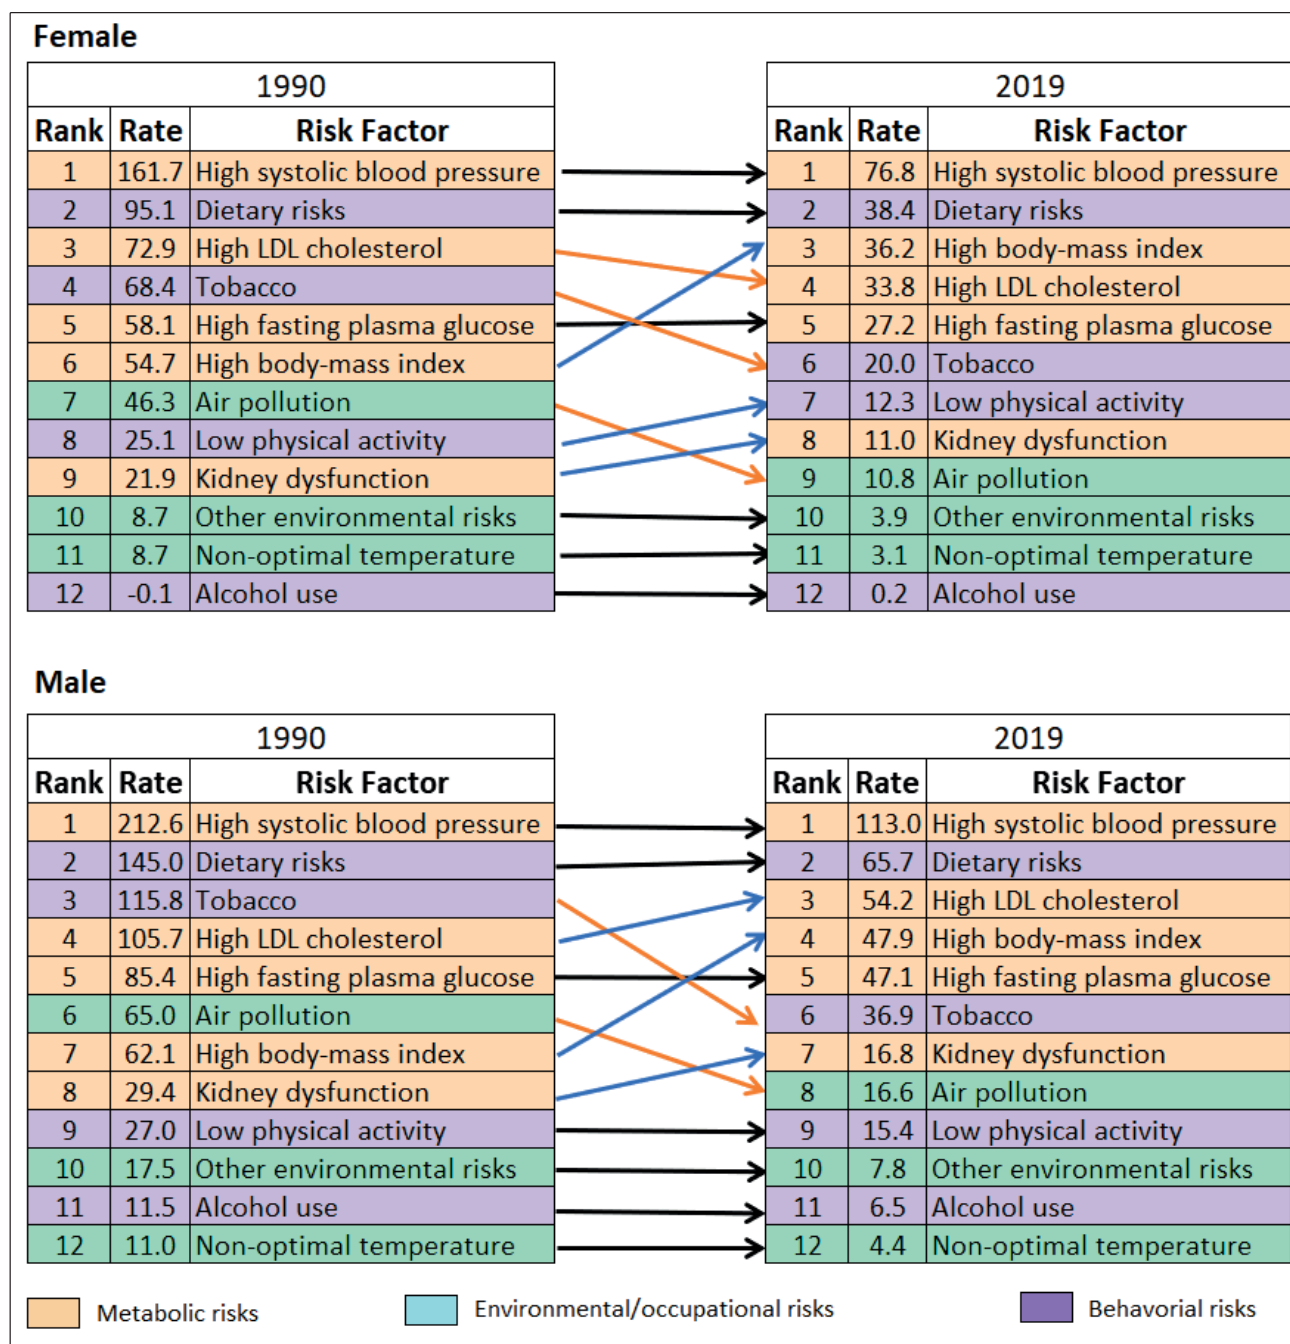 Female
1990 2019
Rank Rate Risk Factor Rank Rate Risk Factor
1 161.7 High systolic blood pressure 1 76.8 High systolic blood pressure
2 95.1 Dietary risks 2 38.4 Dietary risks
3 72.9 High LDL cholesterol 3 36.2 High body-mass index
4 68.4 Tobacco 4 33.8 High LDL cholesterol
5 58.1 High fasting plasma glucose 5 27.2 High fasting plasma glucose
6 54.7 High body-mass index 6 20.0 Tobacco
7 46.3 Air pollution 7 12.3 Low physical activity
8 25.1 Low physical activity 8 11.0 Kidney dysfunction
9 21.9 Kidney dysfunction 9 10.8 Air pollution
10 8.7 Other environmental risks 10 3.9 Other environmental risks
11 8.7 Non-optimal temperature 11 3.1 Non-optimal temperature
12 -0.1 Alcohol use 12 0.2 Alcohol use
Male
1990 2019
Rank Rate Risk Factor Rank Rate Risk Factor
1 212.6 High systolic blood pressure 1 113.0 High systolic blood pressure
2 145.0 Dietary risks 2 65.7 Dietary risks
3 115.8 Tobacco 3 54.2 High LDL cholesterol
4 105.7 High LDL cholesterol 4 47.9 High body-mass index
5 85.4 High fasting plasma glucose 5 47.1 High fasting plasma glucose
6 65.0 Air pollution 6 36.9 Tobacco
7 62.1 High body-mass index 7 16.8 Kidney dysfunction
8 29.4 Kidney dysfunction 8 16.6 Air pollution
9 27.0 Low physical activity 9 15.4 Low physical activity
10 17.5 Other environmental risks 10 7.8 Other environmental risks
11 11.5 Alcohol use 11 6.5 Alcohol use
12 11.0 Non-optimal temperature 12 4.4 Non-optimal temperature
Metabolic risks Environmental/occupational risks Behavorial risks